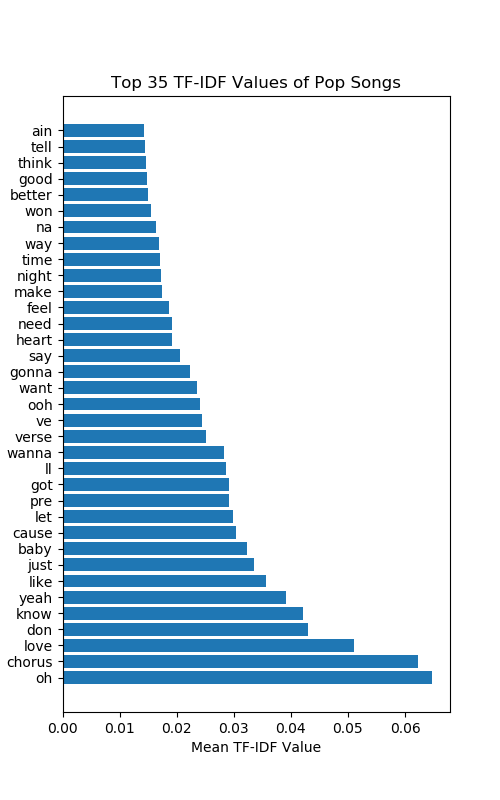 Top 35 TF-IDF Values of Pop Songs
ain
tell
think
good
better
won
na
way
time
night
make
feel
need
heart
say
gonna
want
ooh
ve
verse
wanna
ll
got
pre
let
cause
baby
just
like
yeah
know
don
love
chorus
oh
0.00 0.01 0.02 0.03 0.04 0.05 0.06
Mean TF-IDF Value